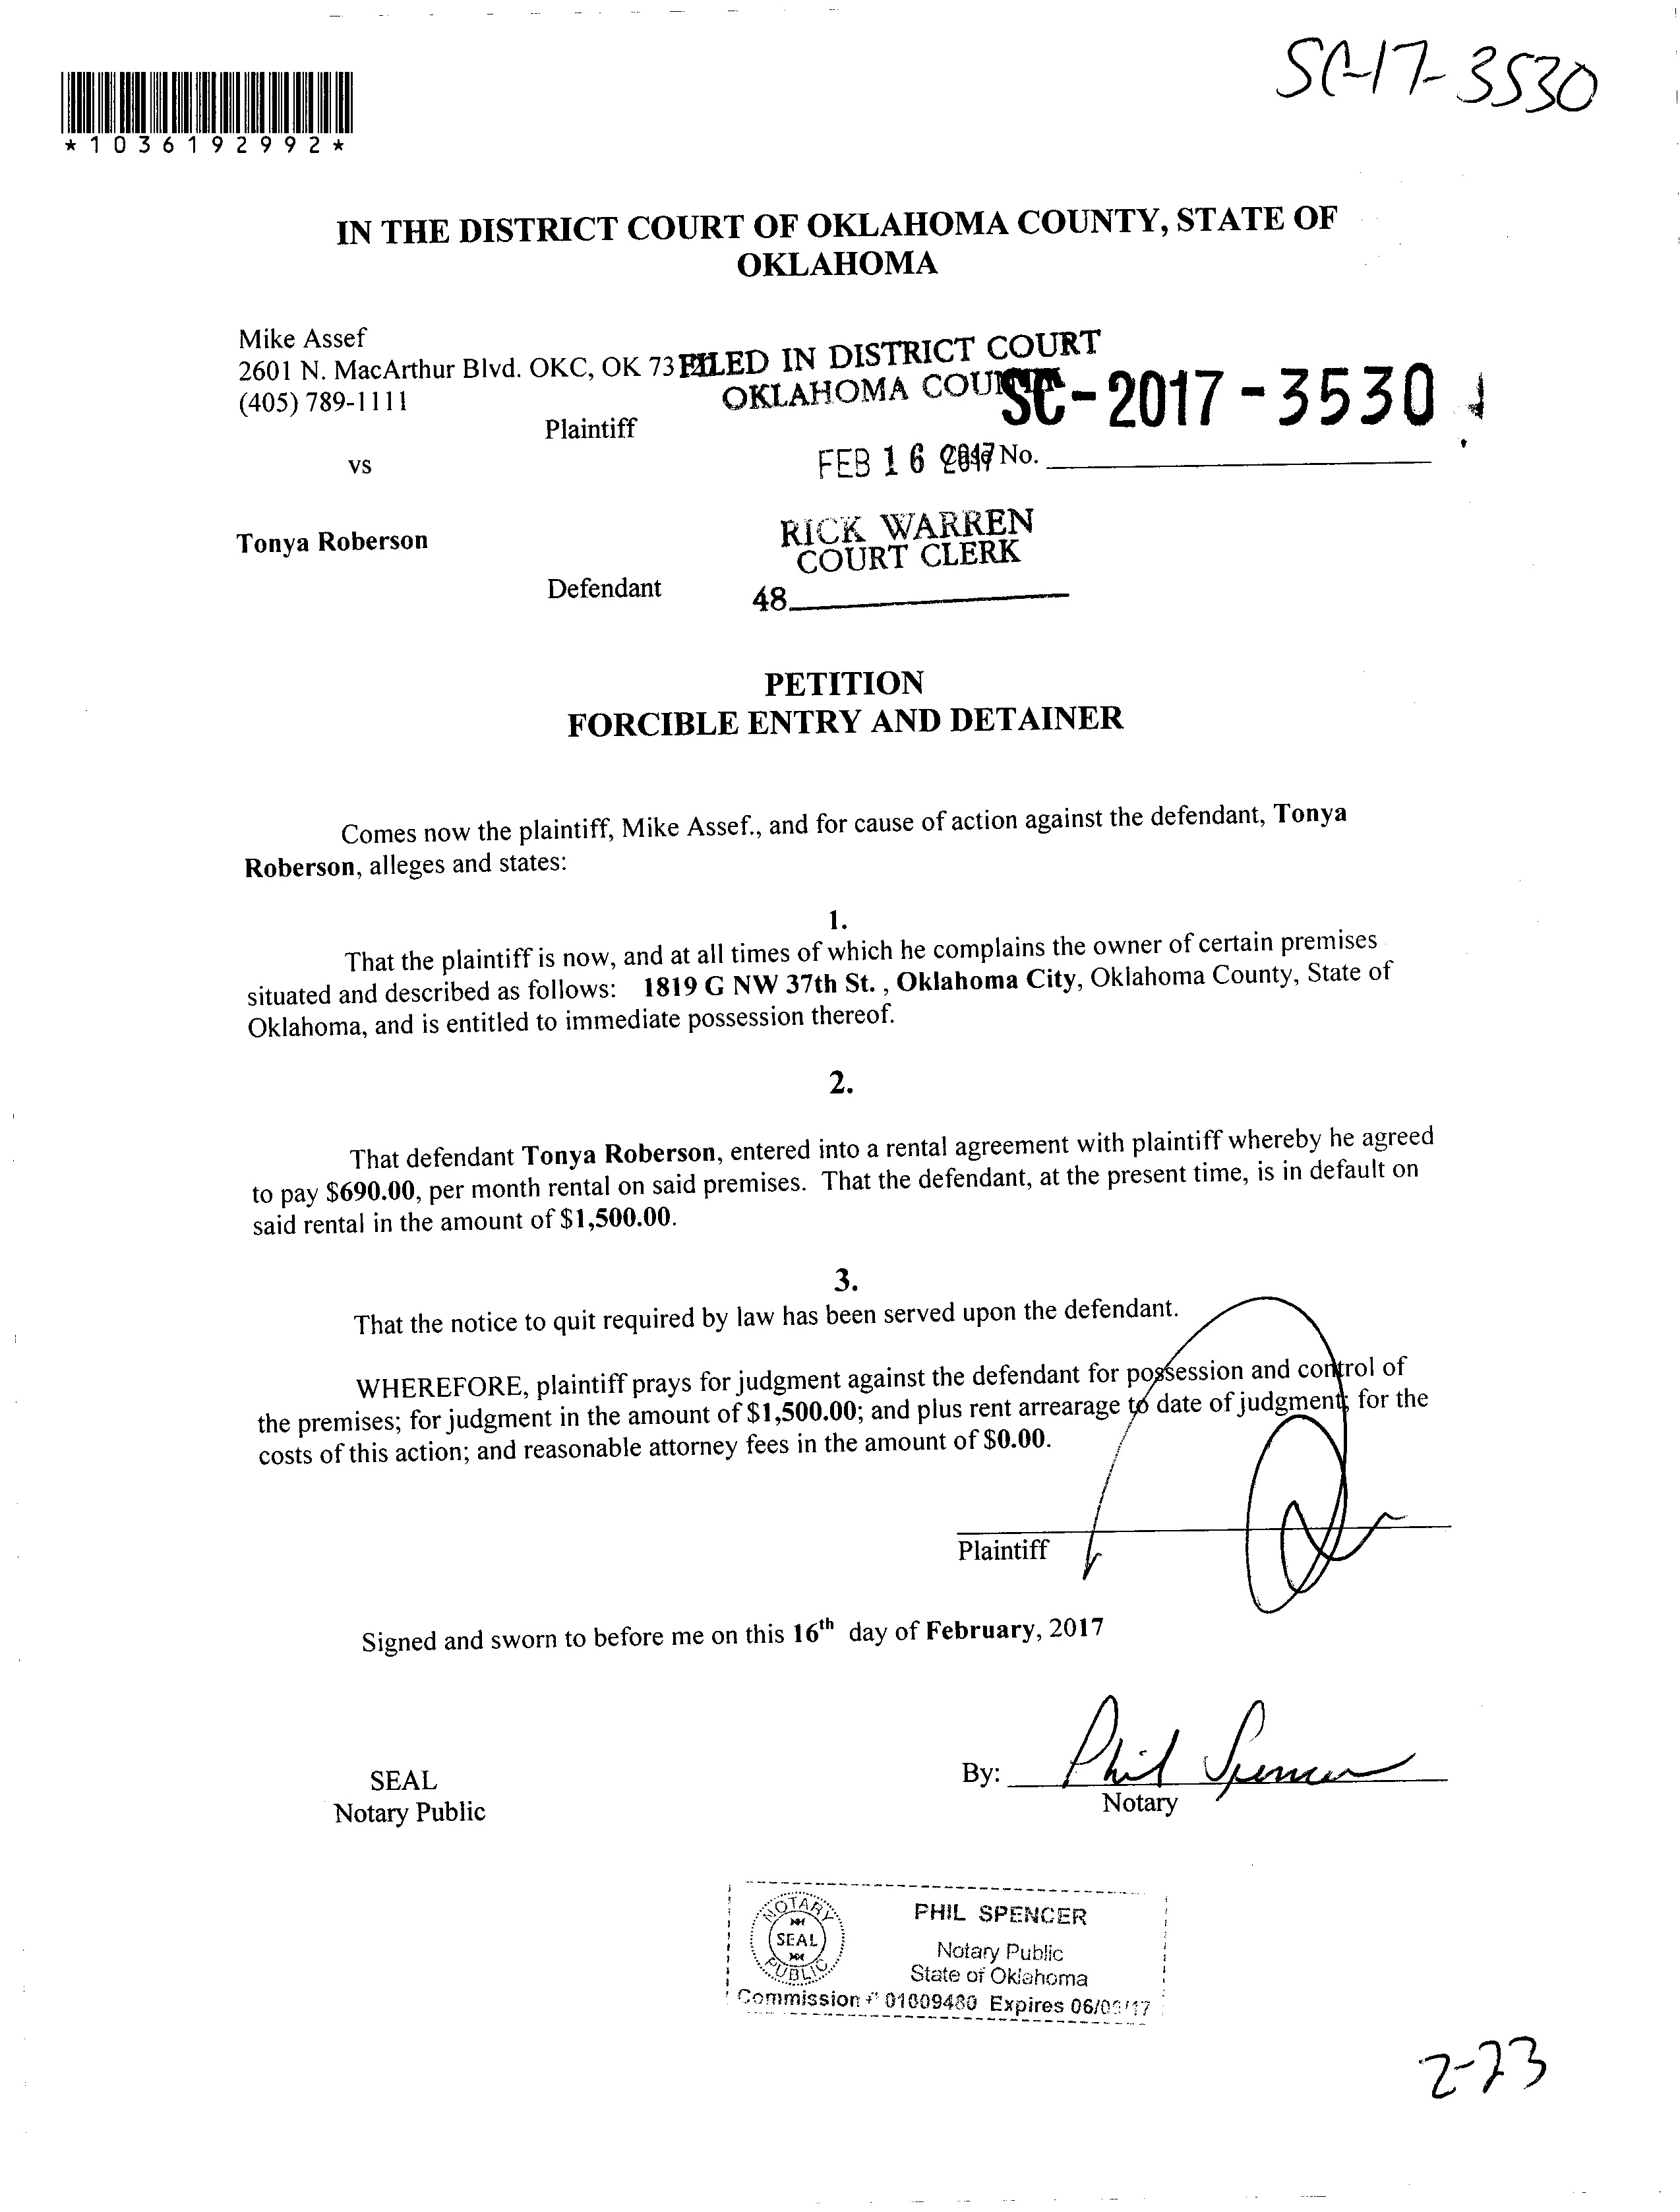 SC-17-3530
*1036192992*
IN THE DISTRICT COURT OF OKLAHOMA COUNTY, STATE OF
OKLAHOMA
Mike Assef
2601 N. MacArthur Blvd. OKC, OK 73
FILED IN DISTRICT COURT
(405) 789-1111
OKLAHOMA COUNTY
SC-2017-3530
Plaintiff
vs
FEB 16 2017
Case No.
Tonya Roberson
RICK WARREN
COURT CLERK
Defendant
48
PETITION
FORCIBLE ENTRY AND DETAINER
Comes now the plaintiff, Mike Assef., and for cause of action against the defendant, Tonya
Roberson, alleges and states:
1.
That the plaintiff is now, and at all times of which he complains the owner of certain premises
situated and described as follows: 1819 G NW 37th St. , Oklahoma City, Oklahoma County, State of
Oklahoma, and is entitled to immediate possession thereof.
2.
That defendant Tonya Roberson, entered into a rental agreement with plaintiff whereby he agreed
to pay $690.00, per month rental on said premises. That the defendant, at the present time, is in default on
said rental in the amount of $1,500.00.
3.
That the notice to quit required by law has been served upon the defendant.
WHEREFORE, plaintiff prays for judgment against the defendant for possession and control of
the premises; for judgment in the amount of $1,500.00; and plus rent arrearage to date of judgment; for the
costs of this action; and reasonable attorney fees in the amount of $0.00.
Plaintiff
Signed and sworn to before me on this 16th day of February, 2017
By: Phil Spencer
SEAL
Notary
Notary Public
NOTARY
SEAL
PUBLIC
PHIL SPENCER
Notary Public
State of Oklahoma
Commission # 01009480 Expires
2-23